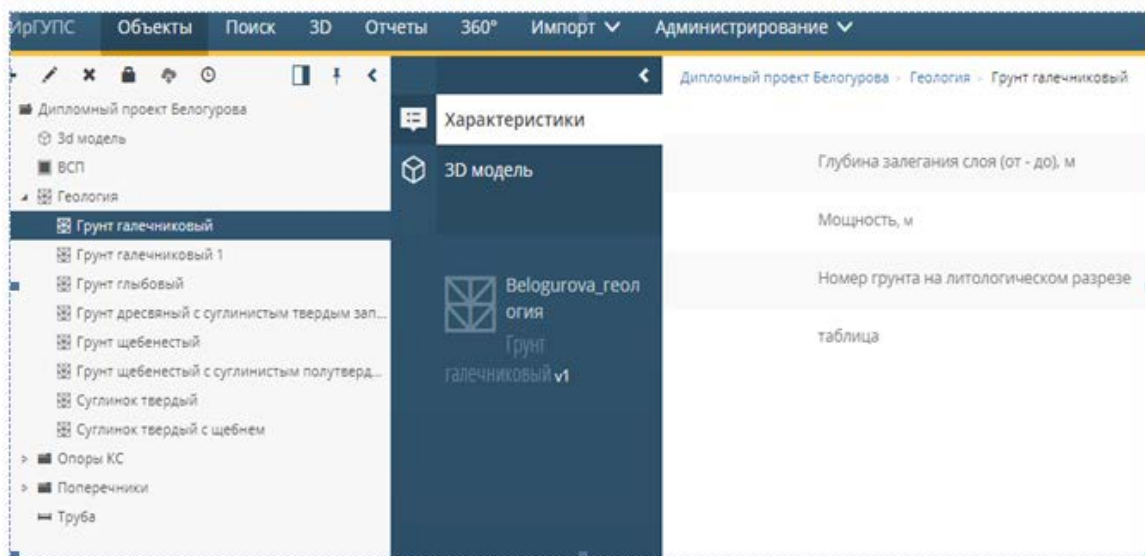 ИрГУПС Объекты Поиск 3D Отчеты 360° Импорт Администрирование
Дипломный проект Белогурова
3d модель
ВСП
Геология
Грунт галечниковый
Грунт галечниковый 1
Грунт глыбовый
Грунт дресвяный с суглинистым твердым зап...
Грунт щебенестый
Грунт щебенестый с суглинистым полутверд...
Суглинок твердый
Суглинок твердый с щебнем
Опоры КС
Поперечники
Труба
Характеристики
3D модель
Belogurova_геол
огия
Грунт
галечниковый v1
Дипломный проект Белогурова > Геология > Грунт галечниковый
Глубина залегания слоя (от - до), м
Мощность, м
Номер грунта на литологическом разрезе
таблица